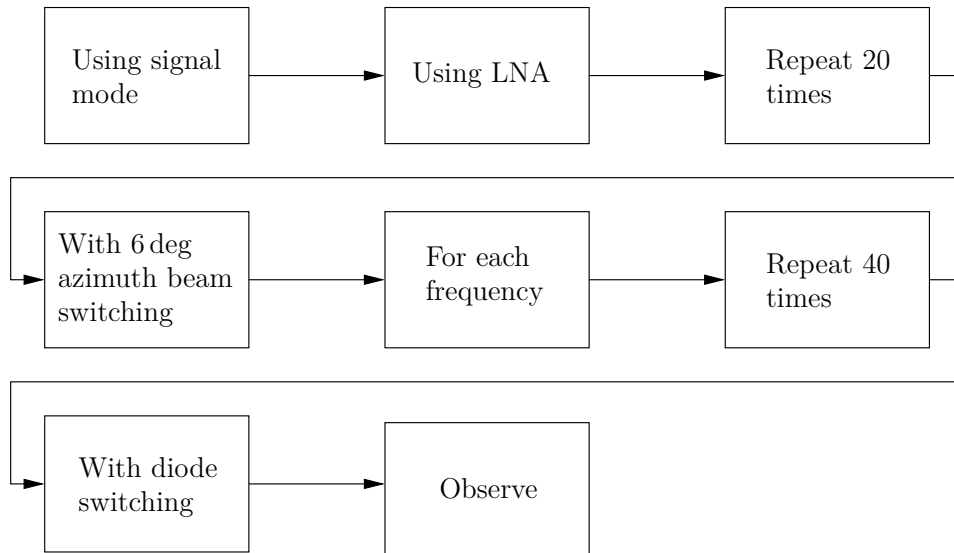 Using signal
mode
Using LNA
Repeat 20
times
With 6 deg
azimuth beam
switching
For each
frequency
Repeat 40
times
With diode
switching
Observe